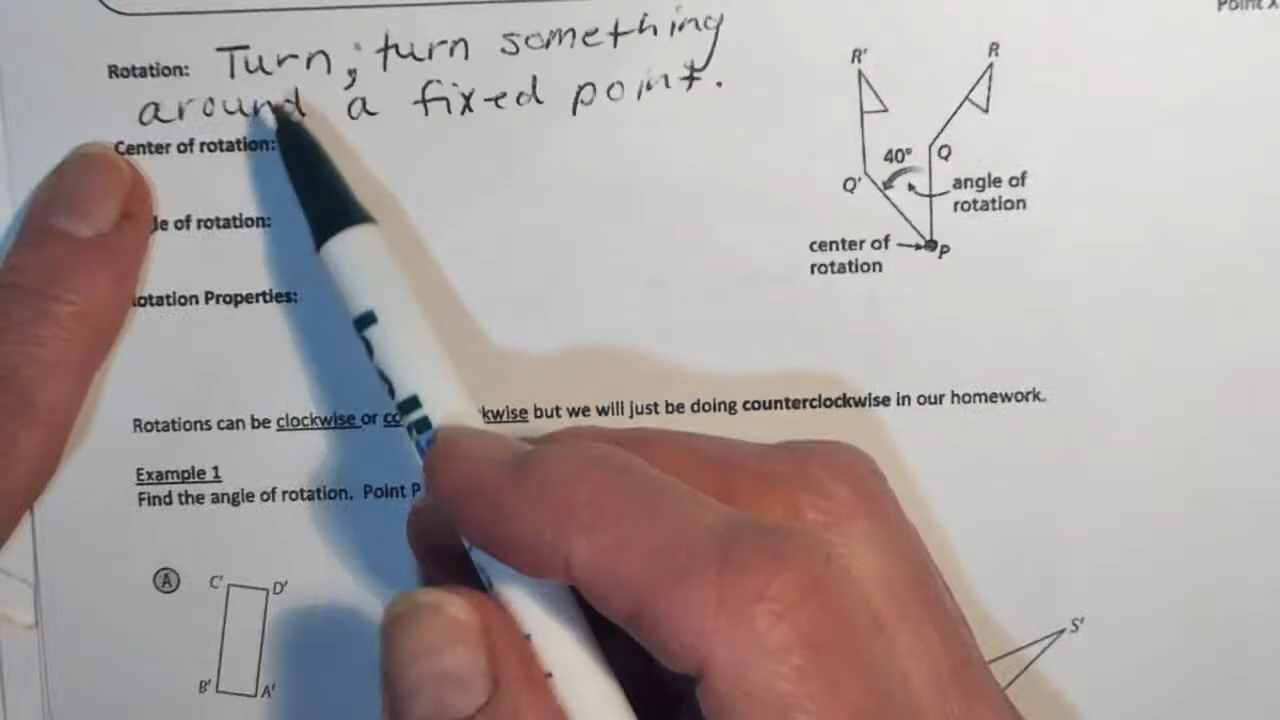 Point
Rotation: Turn; turn something
around a fixed point.
Center of rotation:
le of rotation:
otation Properties:
R'
R
40°
Q
Q'
angle of
rotation
center of
rotation
P
Rotations can be clockwise or co kwise but we will just be doing counterclockwise in our homework.
Example 1
Find the angle of rotation. Point P
A
C'
D'
B'
A'
S'